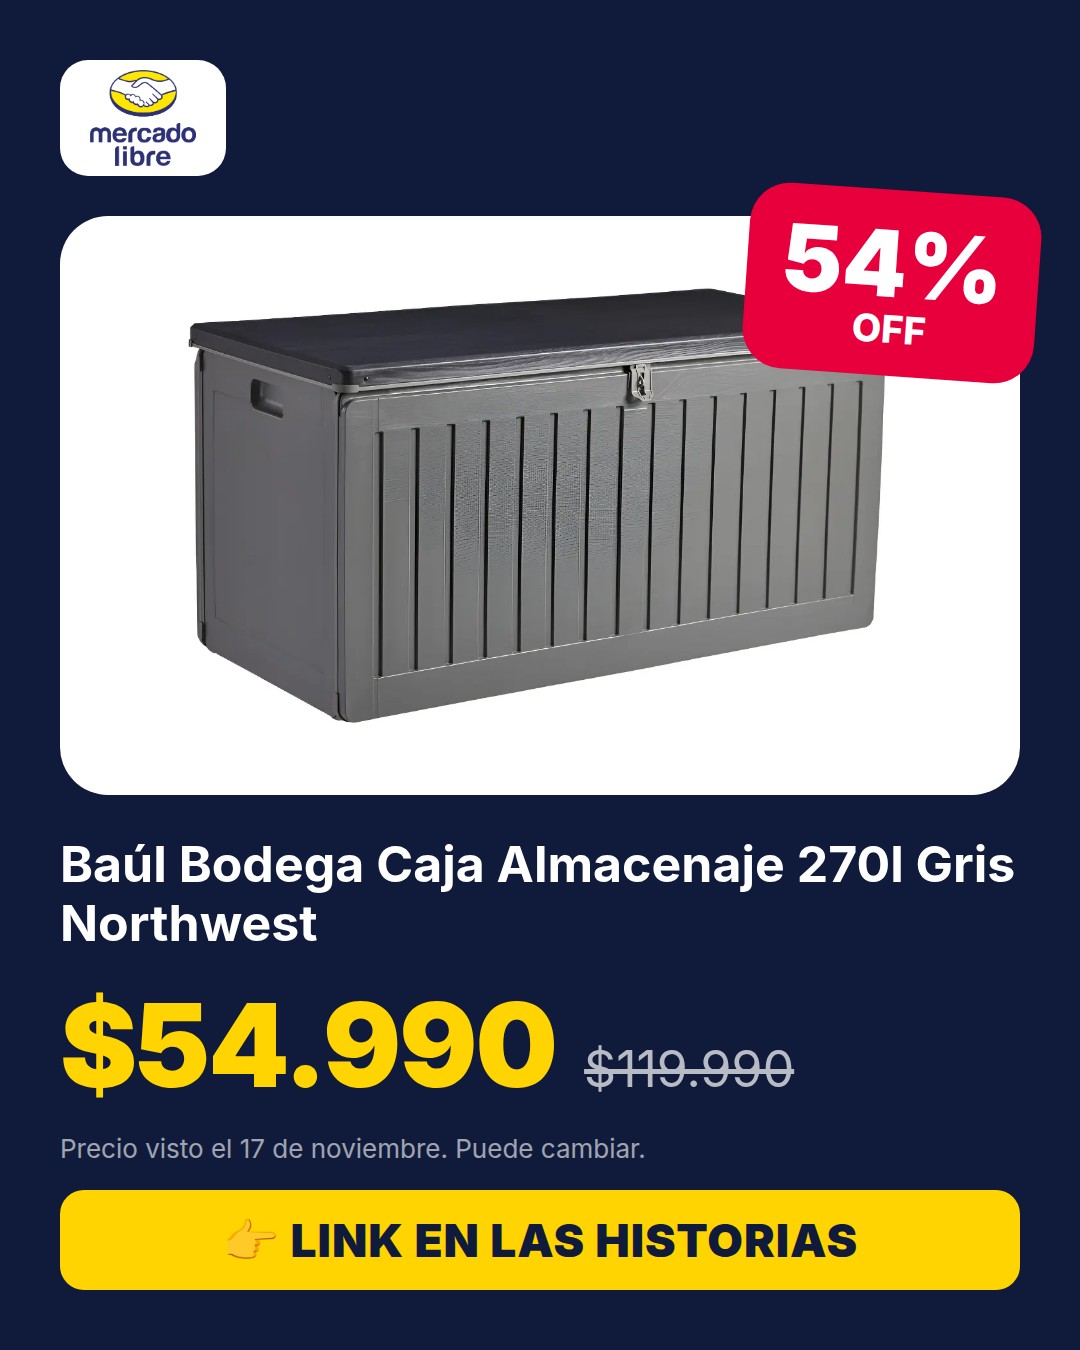 mercado
libre
54%
OFF
Baúl Bodega Caja Almacenaje 270l Gris
Northwest
$54.990 $119.990
Precio visto el 17 de noviembre. Puede cambiar.
👉 LINK EN LAS HISTORIAS